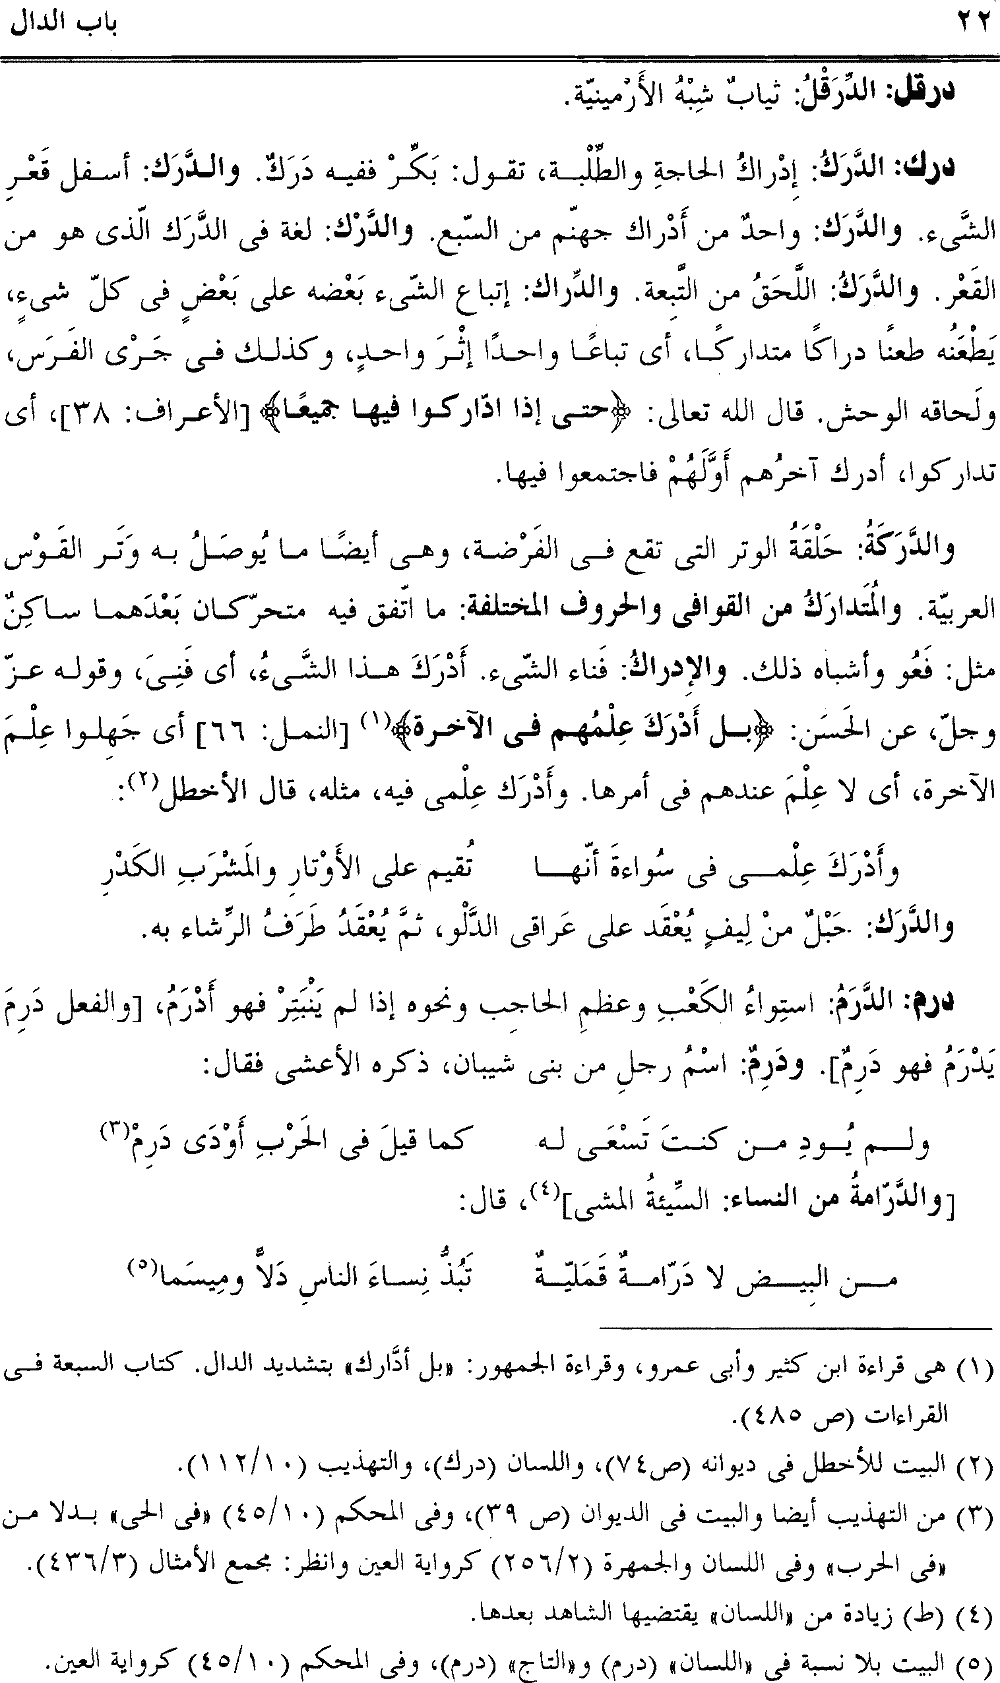 ٢٢ باب الدال
درقل: الدِّرَقْلُ: ثيابٌ شِبْهُ الأَرْمينيّة.
درك: الدَّرَكُ: إدْراكُ الحاجةِ والطِّلْبة، تقول: بَكِّرْ ففيه دَرَكٌ. والدَّرَك: أسفل قَعْرِ
الشَّىء. والدَّرَك: واحدٌ من أَدْراك جهنّم من السّبع. والدَّرْك: لغة فى الدَّرَك الّذى هو من
القَعْر. والدَّرَكُ: اللَّحَقُ من التَّبِعة. والدِّراك: إتباع الشّىء بَعْضه على بَعْضٍ فى كلّ شىءٍ،
يَطْعَنُه طعنًا دراكًا متداركًا، أى تباعًا واحدًا إثْرَ واحدٍ، وكذلك فى جَرْى الفَرَس،
ولَحاقه الوحش. قال الله تعالى: ﴿حتى إذا ادّاركوا فيها جميعًا﴾ [الأعراف: ٣٨]، أى
تداركوا، أدرك آخرُهم أَوَّلَهُمْ فاجتمعوا فيها.
والدَّرَكَةُ: حَلْقَةُ الوتر التى تقع فى الفَرْضة، وهى أيضًا ما يُوصَلُ به وَتَر القَوْس
العربيّة. والمُتدارَكُ من القوافى والحروف المختلفة: ما اتّفق فيه متحرّكان بَعْدَهما ساكِنٌ
مثل: فَعُو وأشباه ذلك. والإدراكُ: فَناء الشّىء. أَدْرَكَ هذا الشَّىءُ، أى فَنِىَ، وقوله عزّ
وجلّ، عن الحَسَن: ﴿بل أَدْرَكَ عِلْمُهم فى الآخرة﴾(١) [النمل: ٦٦] أى جَهِلوا عِلْمَ
الآخرة، أى لا عِلْمَ عندهم فى أمرها. وأَدْرَك عِلْمى فيه، مثله، قال الأخطل(٢):
وأَدْرَكَ عِلْمى فى سُواءةَ أنّها تُقيم على الأَوْتارِ والمَشْرَبِ الكَدْرِ
والدَّرَك: حَبْلٌ منْ لِيفٍ يُعْقَد على عَراقى الدَّلْو، ثمَّ يُعْقَدُ طَرَفُ الرِّشاء به.
درم: الدَّرَمُ: استِواءُ الكَعْبِ وعظمِ الحاجبِ ونحوه إذا لم يَنْبَتِرْ فهو أَدْرَمُ، [والفعل دَرِمَ
يَدْرَمُ فهو دَرِمٌ]. ودَرِمٌ: اسْمُ رجلٍ من بنى شيبان، ذكره الأعشى فقال:
ولم يُودِ من كنتَ تَسْعَى له كما قيلَ فى الحَرْبِ أَوْدَى دَرِمْ(٣)
[والدَّرّامةُ من النساء: السيِّئةُ المشى](٤)، قال:
من البِيض لا دَرّامةٌ قَمَليّةٌ تَبُذُّ نِساءَ الناسِ دَلاًّ ومِيسَما(٥)
(١) هى قراءة ابن كثير وأبى عمرو، وقراءة الجمهور: «بل أدَّارك» بتشديد الدال. كتاب السبعة فى
القراءات (ص ٤٨٥).
(٢) البيت للأخطل فى ديوانه (ص٧٤)، واللسان (درك)، والتهذيب (١١٢/١٠).
(٣) من التهذيب أيضا والبيت فى الديوان (ص ٣٩)، وفى المحكم (٤٥/١٠) «فى الحى» بدلا من
«فى الحرب» وفى اللسان والجمهرة (٢٥٦/٢) كرواية العين وانظر: مجمع الأمثال (٤٣٦/٣).
(٤) (ط) زيادة من «اللسان» يقتضيها الشاهد بعدها.
(٥) البيت بلا نسبة فى «اللسان» (درم) و«التاج» (درم)، وفى المحكم (٤٥/١٠) كرواية العين.